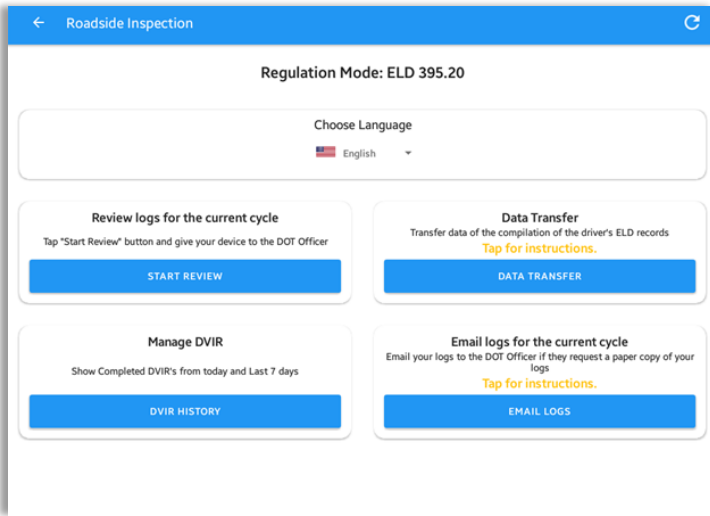 Roadside Inspection
Regulation Mode: ELD 395.20
Choose Language
English
Review logs for the current cycle
Tap "Start Review" button and give your device to the DOT Officer
START REVIEW
Data Transfer
Transfer data of the compilation of the driver's ELD records
Tap for instructions.
DATA TRANSFER
Manage DVIR
Show Completed DVIR's from today and Last 7 days
DVIR HISTORY
Email logs for the current cycle
Email your logs to the DOT Officer if they request a paper copy of your
logs
Tap for instructions.
EMAIL LOGS